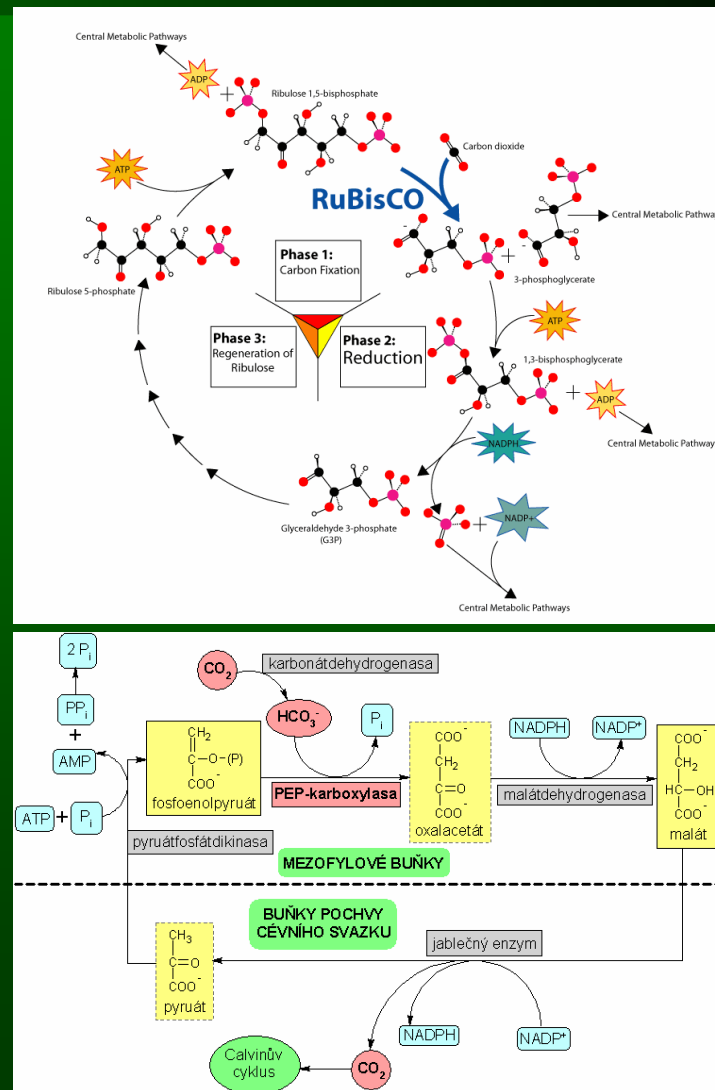 Central Metabolic Pathways
ADP
+
Ribulose 1,5-bisphosphate
ATP
Carbon dioxide
RuBisCO
-
+
-
Central Metabolic Pathway
3-phosphoglycerate
Ribulose 5-phosphate
Phase 1:
Carbon Fixation
Phase 3:
Regeneration of
Ribulose
Phase 2:
Reduction
ATP
1,3-bisphosphoglycerate
+
ADP
Central Metabolic Pathway
NADPH
Glyceraldehyde 3-phosphate
(G3P)
+
NADP+
Central Metabolic Pathways
2 Pi
PPi
+
AMP
ATP + Pi
CO2
karbonátdehydrogenasa
HCO3-
Pi
CH2
C-O-(P)
COO-
fosfoenolpyruát
PEP-karboxylasa
COO-
CH2
C=O
COO-
oxalacetát
NADPH
NADP+
malátdehydrogenasa
COO-
CH2
HC-OH
COO-
malát
pyruátfosfátdikinasa
MEZOFYLOVÉ BUŇKY
BUŇKY POCHVY
CÉVNÍHO SVAZKU
CH3
C=O
COO-
pyruát
jablečný enzym
NADPH
NADP+
CO2
Calvinův
cyklus